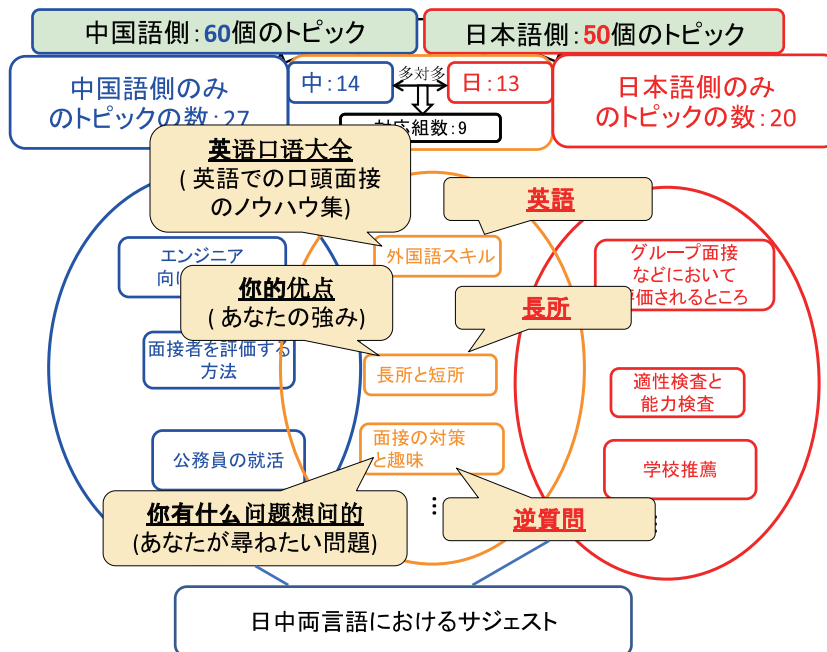 中国語側:60個のトピック
日本語側:50個のトピック
中国語側のみ
のトピックの数:27
中:14
多対多
日:13
日本語側のみ
のトピックの数:20
対応組数:9
英语口语大全
( 英語での口頭面接
のノウハウ集)
英語
エンジニア
向け
外国語スキル
グループ面接
などにおいて
評価されるところ
你的优点
( あなたの強み)
長所
面接者を評価する
方法
長所と短所
適性検査と
能力検査
公務員の就活
面接の対策
と趣味
学校推薦
你有什么问题想问的
(あなたが尋ねたい問題)
⋮
逆質問
日中両言語におけるサジェスト